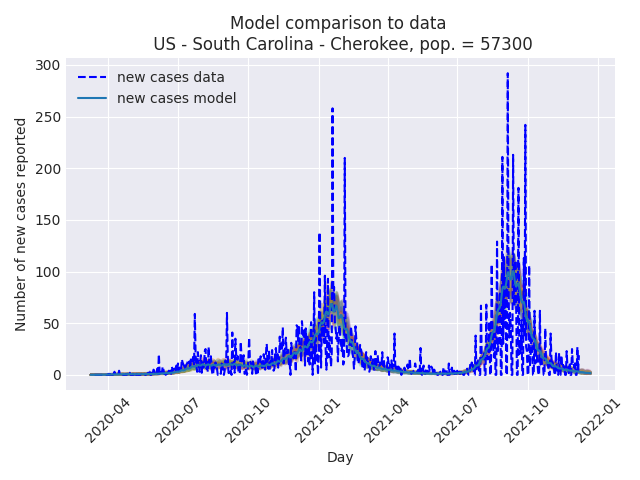 Model comparison to data
US - South Carolina - Cherokee, pop. = 57300
new cases data
new cases model
Number of new cases reported
300
250
200
150
100
50
0
2020-04
2020-07
2020-10
2021-01
2021-04
2021-07
2021-10
2022-01
Day